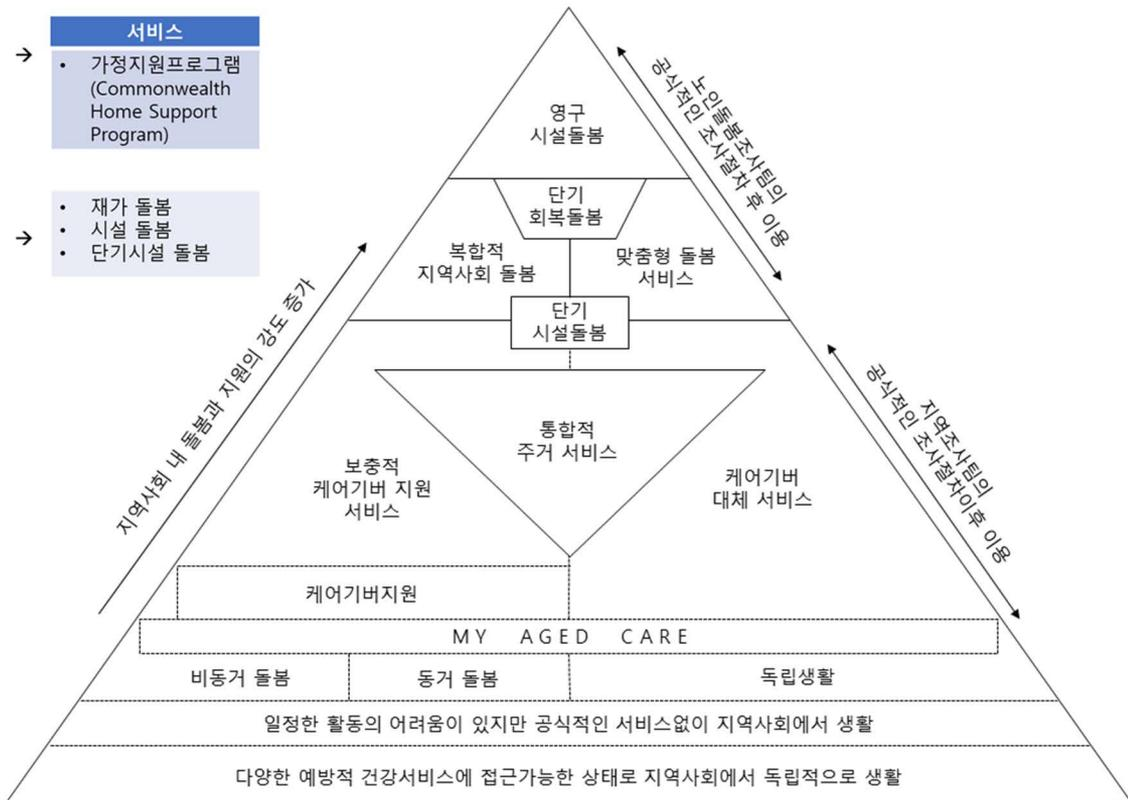 →
서비스
• 가정지원프로그램
(Commonwealth
Home Support
Program)
→
• 재가 돌봄
• 시설 돌봄
• 단기시설 돌봄
지역사회 내 돌봄과 지원의 강도 증가
노인돌봄조사팀의
공식적인 조사절차 후 이용
지역조사팀의
공식적인 조사절차이후 이용
영구
시설돌봄
단기
회복돌봄
복합적
지역사회 돌봄
맞춤형 돌봄
서비스
단기
시설돌봄
통합적
주거 서비스
보충적
케어기버 지원
서비스
케어기버
대체 서비스
케어기버지원
MY AGED CARE
비동거 돌봄
동거 돌봄
독립생활
일정한 활동의 어려움이 있지만 공식적인 서비스없이 지역사회에서 생활
다양한 예방적 건강서비스에 접근가능한 상태로 지역사회에서 독립적으로 생활